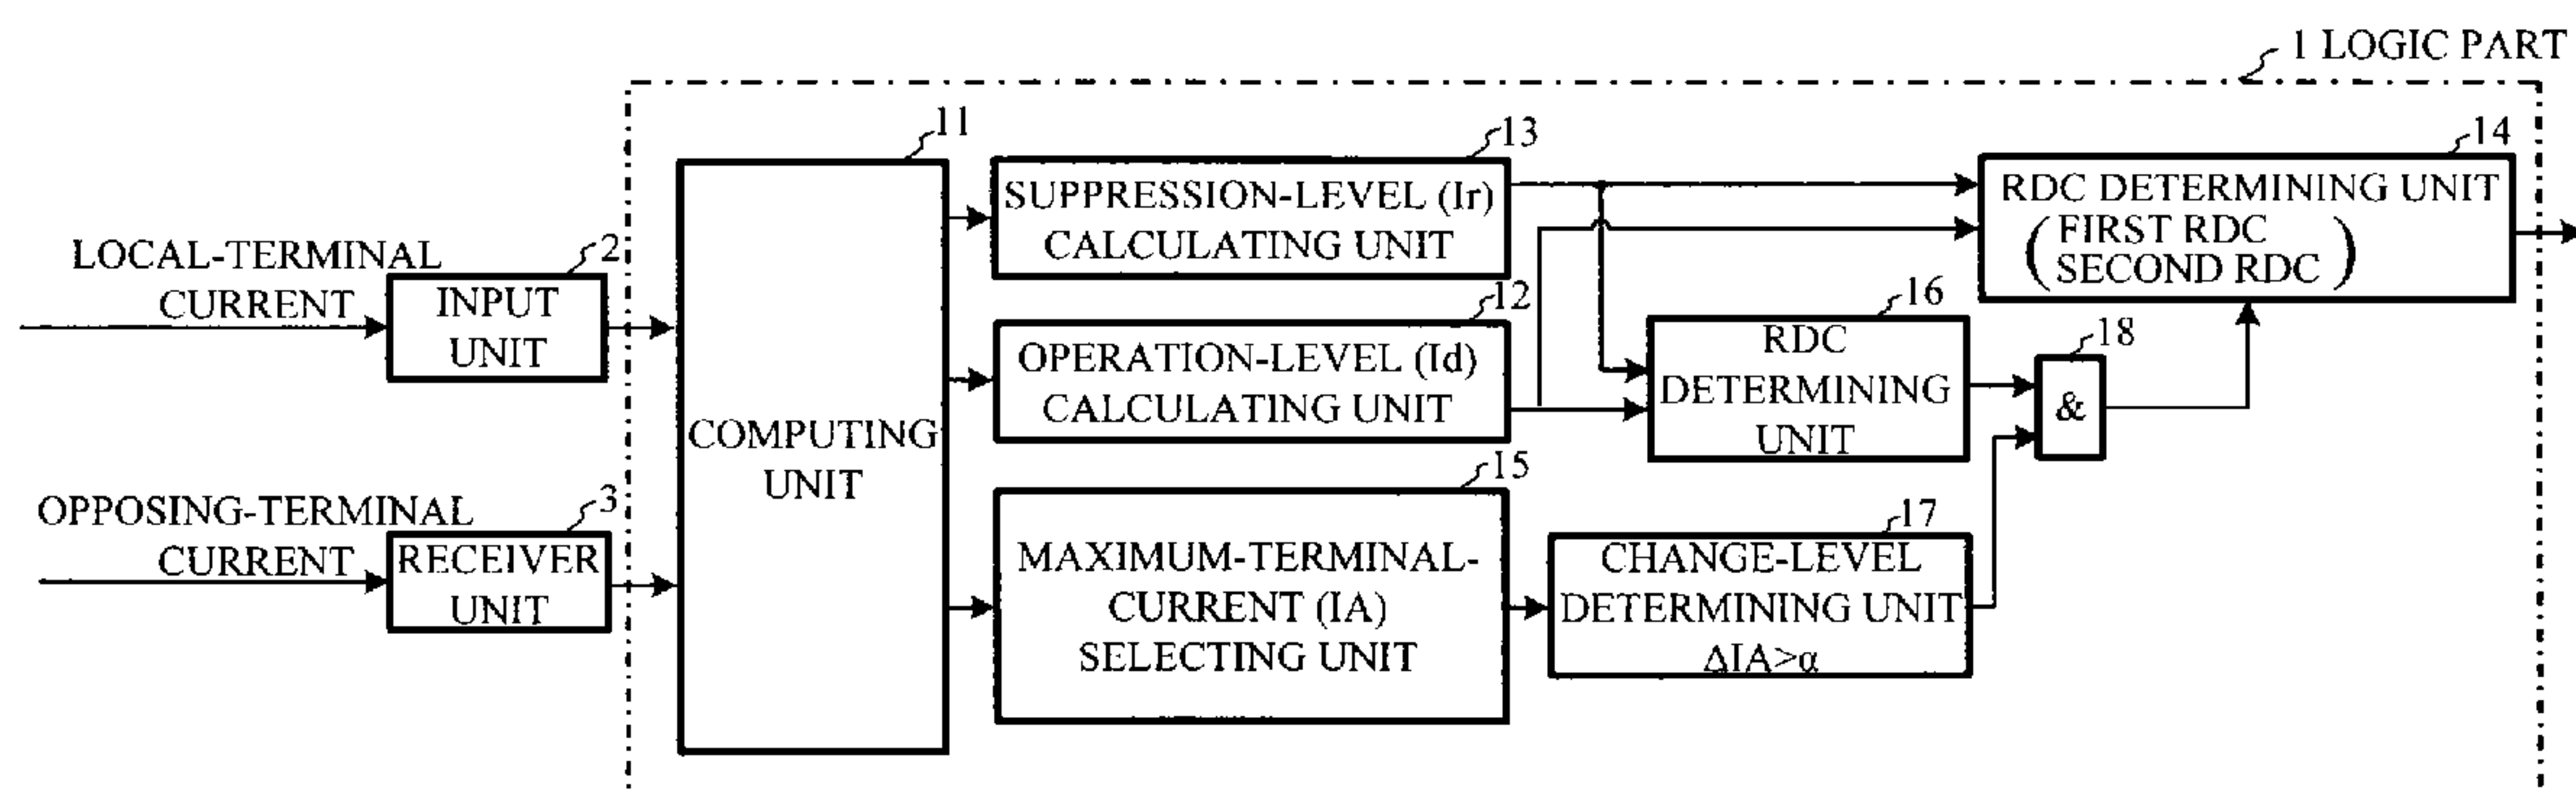 1 LOGIC PART
11
13
14
SUPPRESSION-LEVEL (Ir)
CALCULATING UNIT
RDC DETERMINING UNIT
( FIRST RDC
SECOND RDC )
LOCAL-TERMINAL
CURRENT
2
INPUT
UNIT
12
OPERATION-LEVEL (Id)
CALCULATING UNIT
16
RDC
DETERMINING
UNIT
18
&
COMPUTING
UNIT
OPPOSING-TERMINAL
CURRENT
3
RECEIVER
UNIT
15
MAXIMUM-TERMINAL-
CURRENT (IA)
SELECTING UNIT
17
CHANGE-LEVEL
DETERMINING UNIT
ΔIA>α